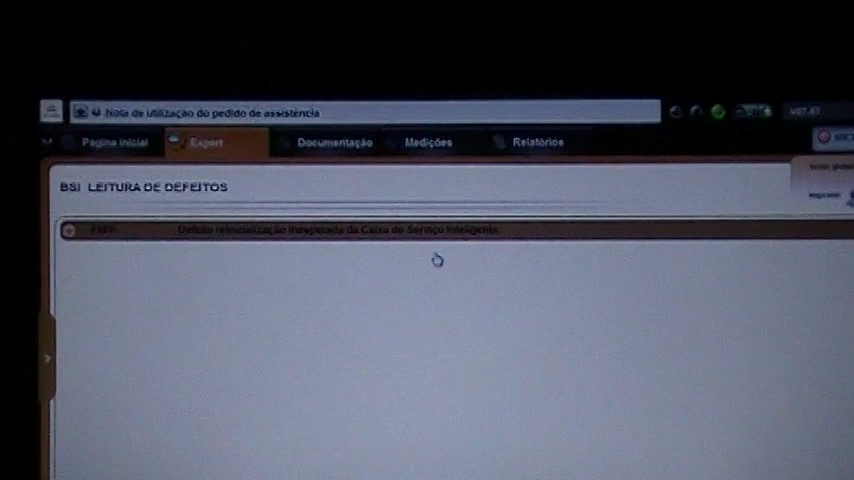 Nota de utilização do pedido de assistência
Página inicial
Expert
Documentação
Medições
Relatórios
BSI LEITURA DE DEFEITOS
Defeito reinicialização inesperada da Caixa de Serviço Inteligente